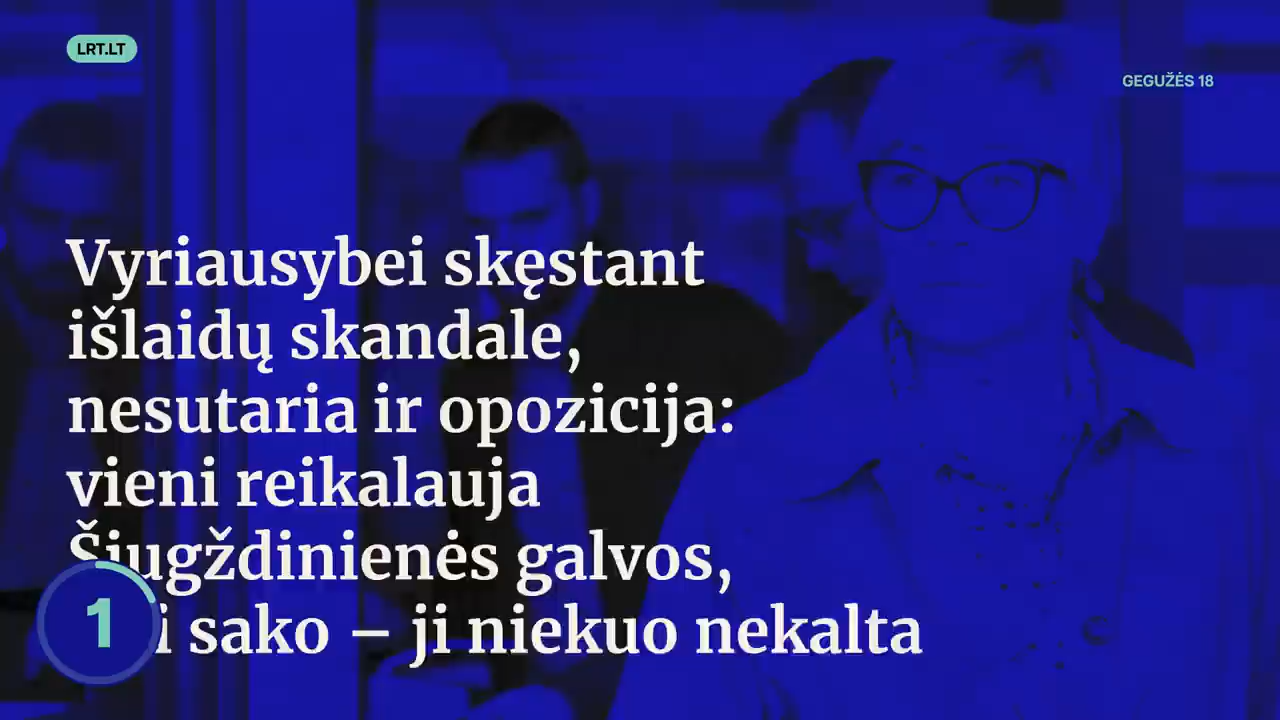 LRT.LT
GEGUŽĖS 18
Vyriausybei skęstant
išlaidų skandale,
nesutaria ir opozicija:
vieni reikalauja
Šiugždinienės galvos,
sako – ji niekuo nekalta
1